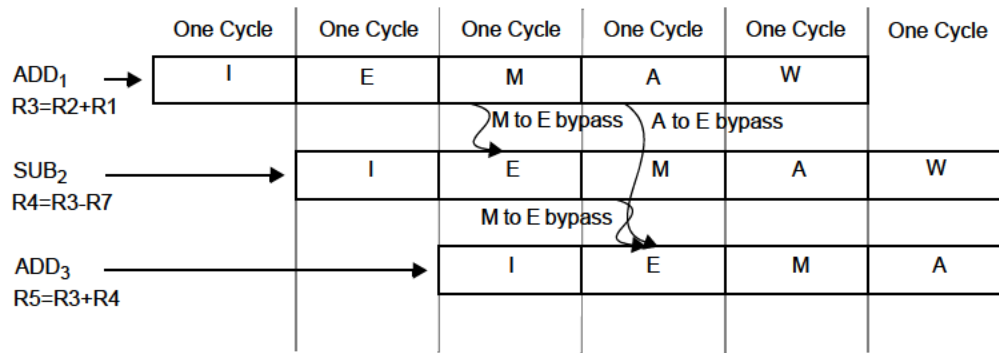 One Cycle One Cycle One Cycle One Cycle One Cycle One Cycle
ADD1 I E M A W
R3=R2+R1
M to E bypass A to E bypass
SUB2 I E M A W
R4=R3-R7
M to E bypass
ADD3 I E M A
R5=R3+R4